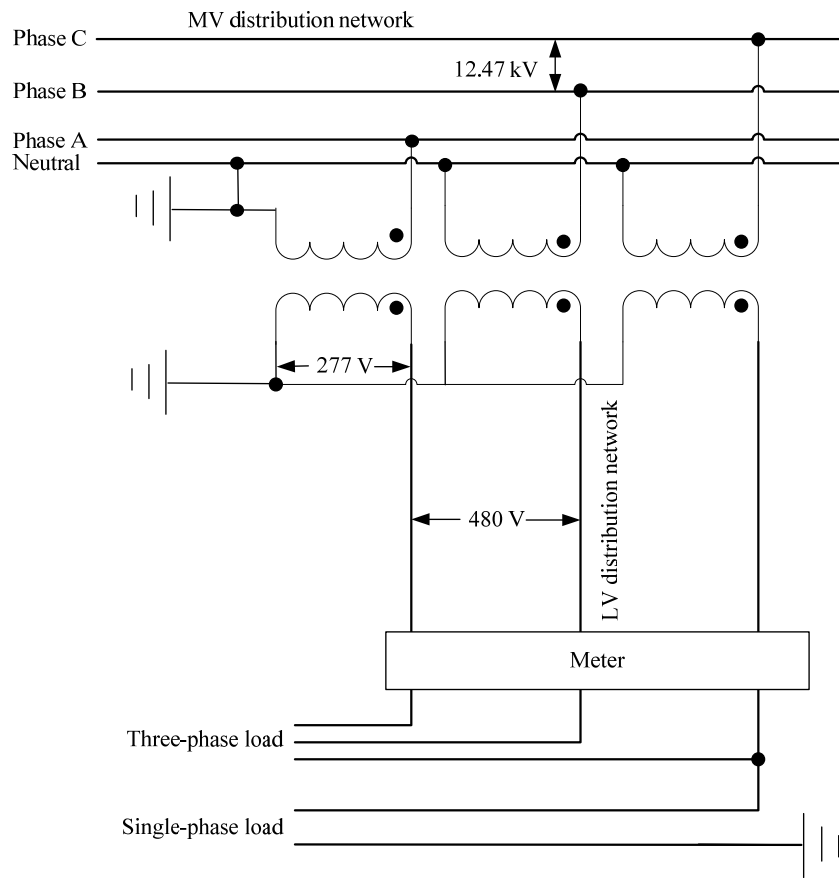 MV distribution network
Phase C
12.47 kV
Phase B
Phase A
Neutral
277 V
480 V
LV distribution network
Meter
Three-phase load
Single-phase load